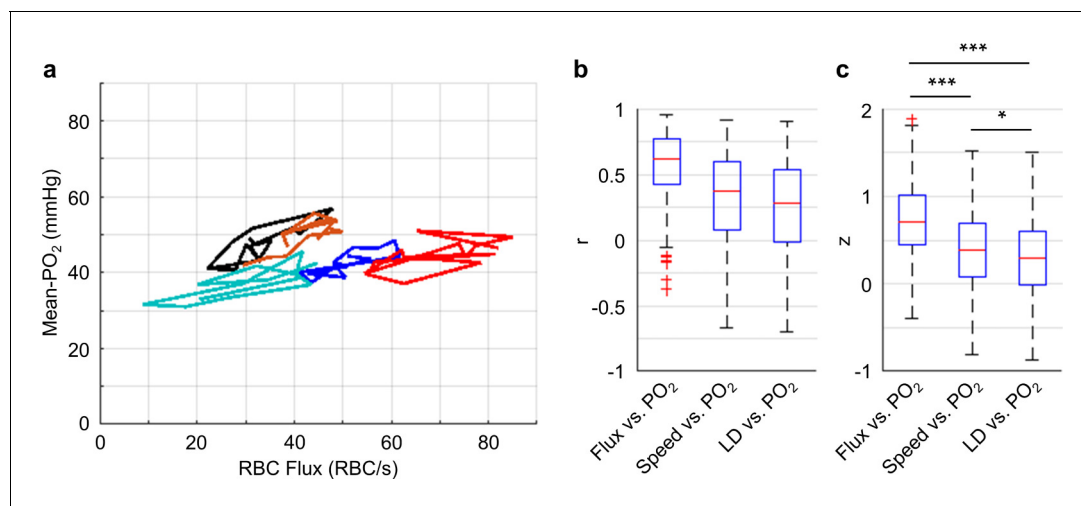 a
Mean-PO₂ (mmHg)
80
60
40
20
0
0 20 40 60 80
RBC Flux (RBC/s)
b
r
1
0.5
0
-0.5
-1
Flux vs. PO₂
Speed vs. PO₂
LD vs. PO₂
c
***
***
*
z
2
1
0
-1
Flux vs. PO₂
Speed vs. PO₂
LD vs. PO₂